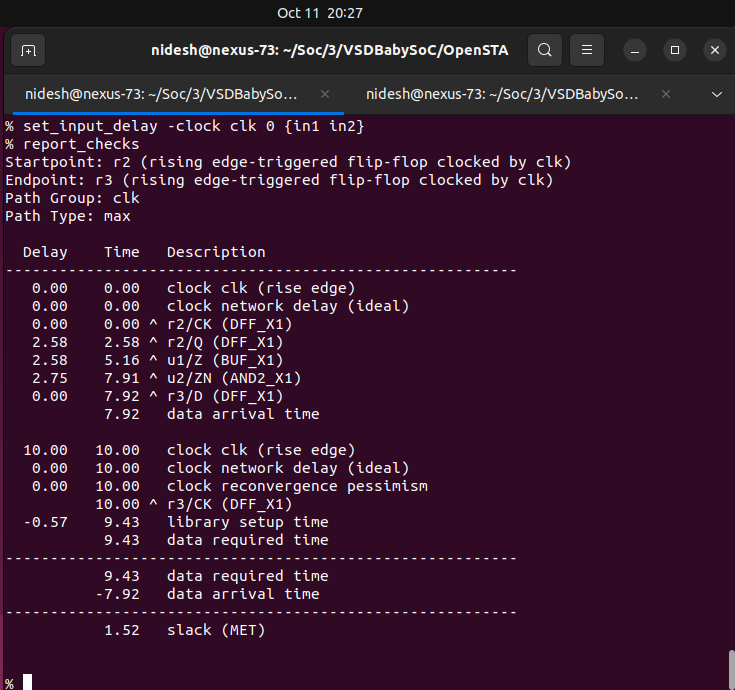 Oct 11  20:27
nidesh@nexus-73: ~/Soc/3/VSDBabySoC/OpenSTA
nidesh@nexus-73: ~/Soc/3/VSDBabySo... × nidesh@nexus-73: ~/Soc/3/VSDBabySo... ×
% set_input_delay -clock clk 0 {in1 in2}
% report_checks
Startpoint: r2 (rising edge-triggered flip-flop clocked by clk)
Endpoint: r3 (rising edge-triggered flip-flop clocked by clk)
Path Group: clk
Path Type: max

  Delay    Time   Description
---------------------------------------------------------
   0.00    0.00   clock clk (rise edge)
   0.00    0.00   clock network delay (ideal)
   0.00    0.00 ^ r2/CK (DFF_X1)
   2.58    2.58 ^ r2/Q (DFF_X1)
   2.58    5.16 ^ u1/Z (BUF_X1)
   2.75    7.91 ^ u2/ZN (AND2_X1)
   0.00    7.92 ^ r3/D (DFF_X1)
           7.92   data arrival time

  10.00   10.00   clock clk (rise edge)
   0.00   10.00   clock network delay (ideal)
   0.00   10.00   clock reconvergence pessimism
          10.00 ^ r3/CK (DFF_X1)
  -0.57    9.43   library setup time
           9.43   data required time
---------------------------------------------------------
           9.43   data required time
          -7.92   data arrival time
---------------------------------------------------------
           1.52   slack (MET)

%